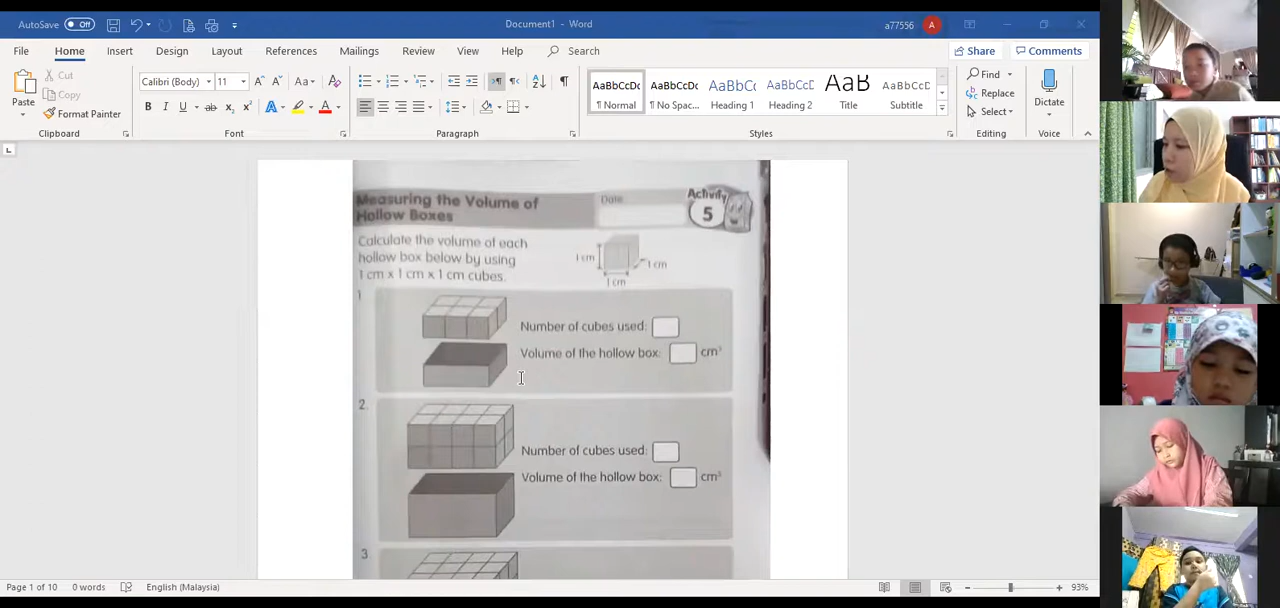 AutoSave Off
Document1 - Word
a77556 A
File Home Insert Design Layout References Mailings Review View Help Search
Share Comments
Paste
Cut
Copy
Format Painter
Clipboard
Calibri (Body) 11
Font
Paragraph
AaBbCcDc AaBbCcDc AaBbC AaBbCcD AaB AaBbCcD
¶ Normal ¶ No Spac... Heading 1 Heading 2 Title Subtitle
Styles
Find
Replace
Select
Editing
Dictate
Voice
Measuring the Volume of
Hollow Boxes
Date
Activity
5
Calculate the volume of each
hollow box below by using
1 cm x 1 cm x 1 cm cubes.
1 cm
1 cm
1 cm
1
Number of cubes used:
Volume of the hollow box: cm³
2.
Number of cubes used:
Volume of the hollow box: cm³
3
Page 1 of 10 0 words English (Malaysia)
93%